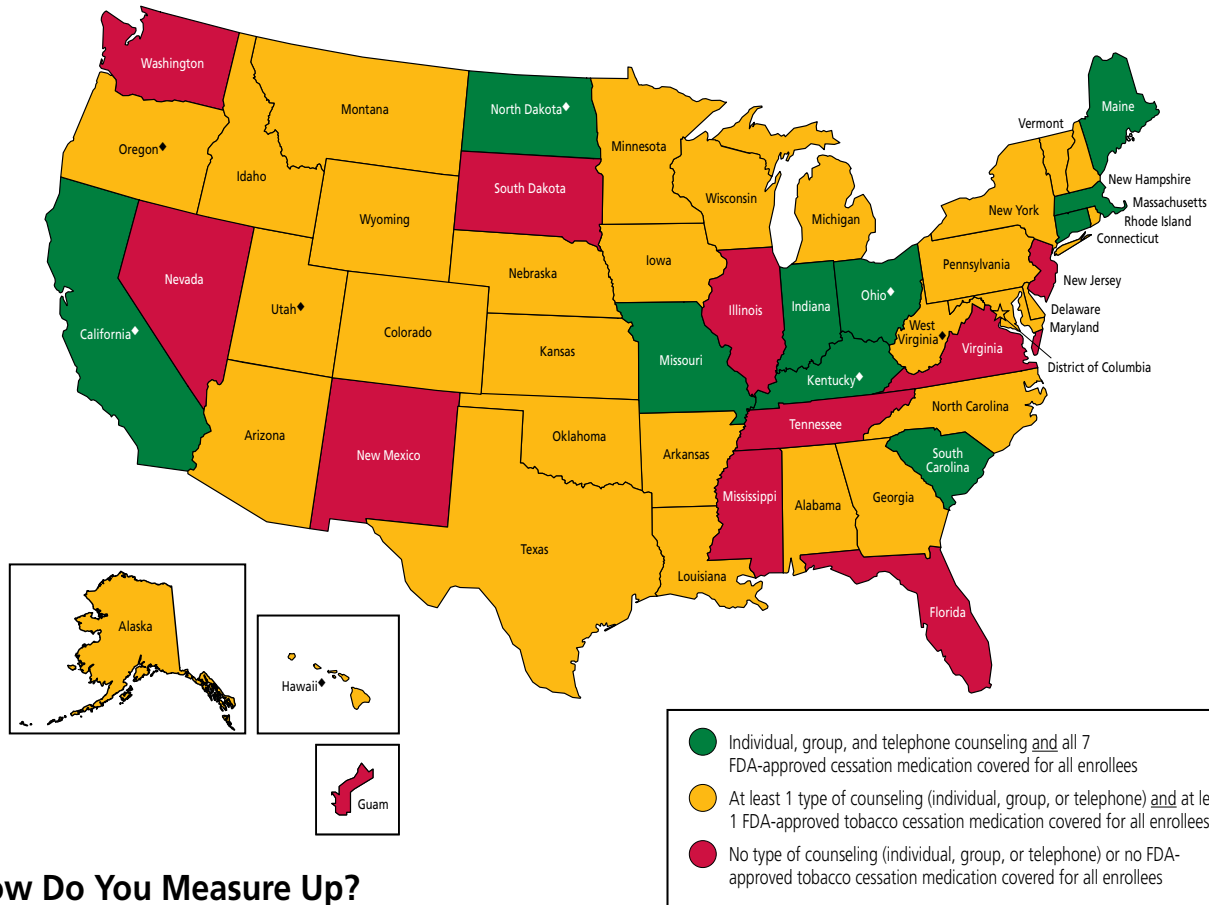 Washington
Montana
North Dakota♦
Minnesota
Vermont
Maine
Oregon♦
Idaho
South Dakota
Wisconsin
Michigan
New York
New Hampshire
Massachusetts
Rhode Island
Connecticut
Wyoming
Nevada
Utah♦
California♦
Colorado
Nebraska
Iowa
Illinois
Indiana
Ohio♦
Pennsylvania
New Jersey
Delaware
Maryland
West
Virginia♦
Virginia
District of Columbia
Kansas
Missouri
Kentucky♦
Arizona
New Mexico
Oklahoma
Arkansas
Tennessee
North Carolina
South
Carolina
Mississippi
Alabama
Georgia
Texas
Louisiana
Florida
Alaska
Hawaii♦
Guam
Individual, group, and telephone counseling and all 7
FDA-approved cessation medication covered for all enrollees
At least 1 type of counseling (individual, group, or telephone) and at
1 FDA-approved tobacco cessation medication covered for all enrollees
No type of counseling (individual, group, or telephone) or no FDA-
approved tobacco cessation medication covered for all enrollees
Do You Measure Up?